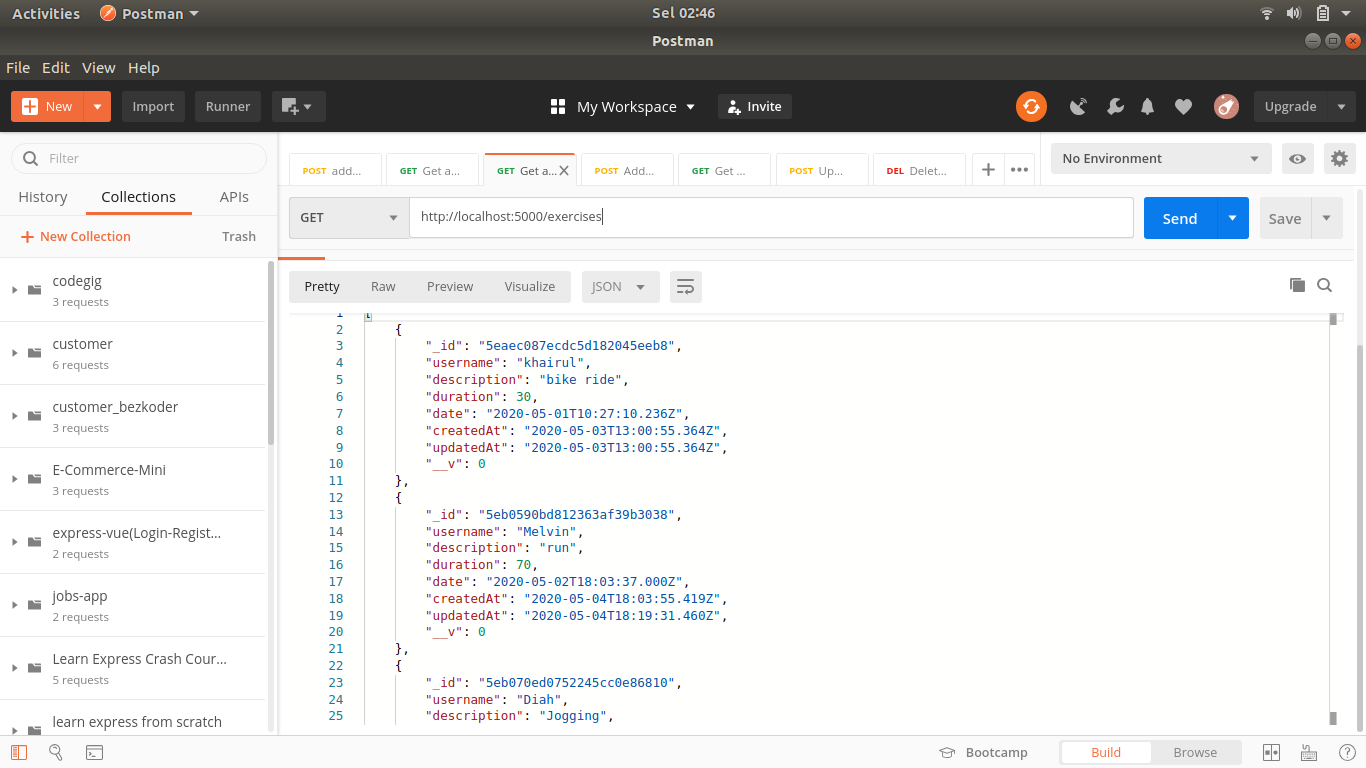 Activities Postman Sel 02:46
Postman
File Edit View Help
New Import Runner My Workspace Invite Upgrade
Filter
History Collections APIs
New Collection Trash
codegig
3 requests
customer
6 requests
customer_bezkoder
3 requests
E-Commerce-Mini
3 requests
express-vue(Login-Regist...
2 requests
jobs-app
2 requests
Learn Express Crash Cour...
5 requests
learn express from scratch
POST add... GET Get a... GET Get a... POST Add... GET Get ... POST Up... DEL Delet... No Environment
GET http://localhost:5000/exercises Send Save
Pretty Raw Preview Visualize JSON
1 [
2 {
3 "_id": "5eaec087ecdc5d182045eeb8",
4 "username": "khairul",
5 "description": "bike ride",
6 "duration": 30,
7 "date": "2020-05-01T10:27:10.236Z",
8 "createdAt": "2020-05-03T13:00:55.364Z",
9 "updatedAt": "2020-05-03T13:00:55.364Z",
10 "__v": 0
11 },
12 {
13 "_id": "5eb0590bd812363af39b3038",
14 "username": "Melvin",
15 "description": "run",
16 "duration": 70,
17 "date": "2020-05-02T18:03:37.000Z",
18 "createdAt": "2020-05-04T18:03:55.419Z",
19 "updatedAt": "2020-05-04T18:19:31.460Z",
20 "__v": 0
21 },
22 {
23 "_id": "5eb070ed0752245cc0e86810",
24 "username": "Diah",
25 "description": "Jogging",
Bootcamp Build Browse